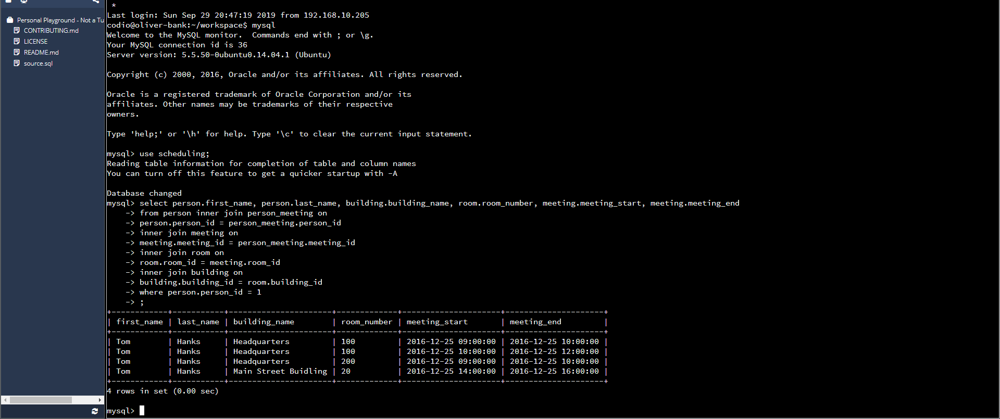 Personal Playground - Not a Tu
CONTRIBUTING.md
LICENSE
README.md
source.sql
*
Last login: Sun Sep 29 20:47:19 2019 from 192.168.10.205
codio@oliver-bank:~/workspace$ mysql
Welcome to the MySQL monitor.  Commands end with ; or \g.
Your MySQL connection id is 36
Server version: 5.5.50-0ubuntu0.14.04.1 (Ubuntu)
Copyright (c) 2000, 2016, Oracle and/or its affiliates. All rights reserved.
Oracle is a registered trademark of Oracle Corporation and/or its
affiliates. Other names may be trademarks of their respective
owners.
Type 'help;' or '\h' for help. Type '\c' to clear the current input statement.
mysql> use scheduling;
Reading table information for completion of table and column names
You can turn off this feature to get a quicker startup with -A
Database changed
mysql> select person.first_name, person.last_name, building.building_name, room.room_number, meeting.meeting_start, meeting.meeting_end
    -> from person inner join person_meeting on
    -> person.person_id = person_meeting.person_id
    -> inner join meeting on
    -> meeting.meeting_id = person_meeting.meeting_id
    -> inner join room on
    -> room.room_id = meeting.room_id
    -> inner join building on
    -> building.building_id = room.building_id
    -> where person.person_id = 1
    -> ;
+------------+-----------+----------------------+-------------+---------------------+---------------------+
| first_name | last_name | building_name        | room_number | meeting_start       | meeting_end         |
+------------+-----------+----------------------+-------------+---------------------+---------------------+
| Tom        | Hanks     | Headquarters         | 100         | 2016-12-25 09:00:00 | 2016-12-25 10:00:00 |
| Tom        | Hanks     | Headquarters         | 100         | 2016-12-25 10:00:00 | 2016-12-25 12:00:00 |
| Tom        | Hanks     | Headquarters         | 200         | 2016-12-25 09:00:00 | 2016-12-25 10:00:00 |
| Tom        | Hanks     | Main Street Buidling | 20          | 2016-12-25 14:00:00 | 2016-12-25 16:00:00 |
+------------+-----------+----------------------+-------------+---------------------+---------------------+
4 rows in set (0.00 sec)
mysql>